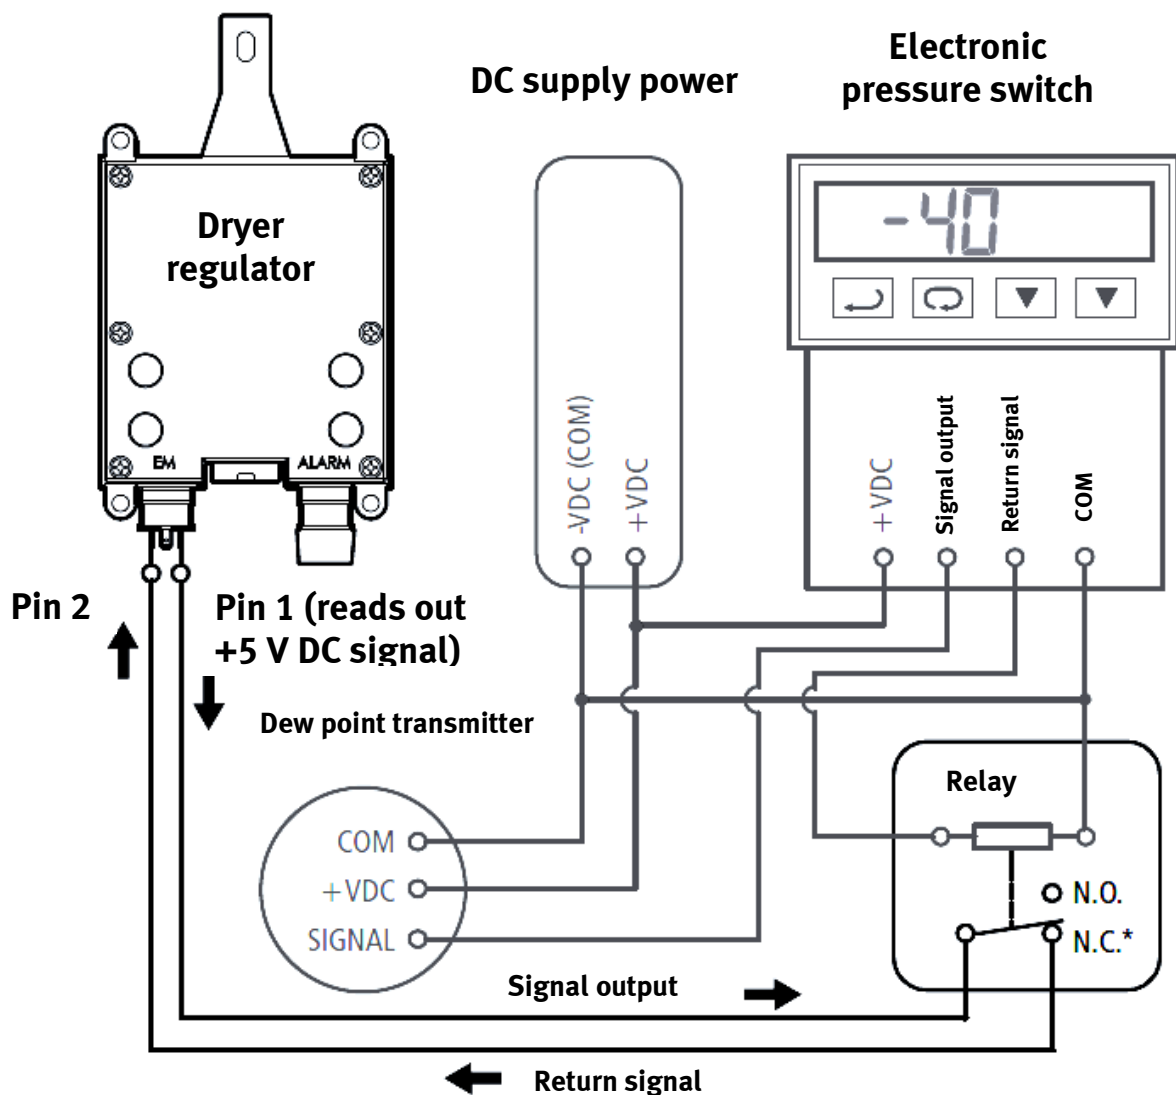 Electronic
pressure switch
DC supply power
-40
Dryer
regulator
EM
ALARM
-VDC (COM)
+VDC
+VDC
Signal output
Return signal
COM
Pin 2
Pin 1 (reads out
+5 V DC signal)
Dew point transmitter
Relay
COM
+VDC
SIGNAL
N.O.
N.C.*
Signal output
Return signal